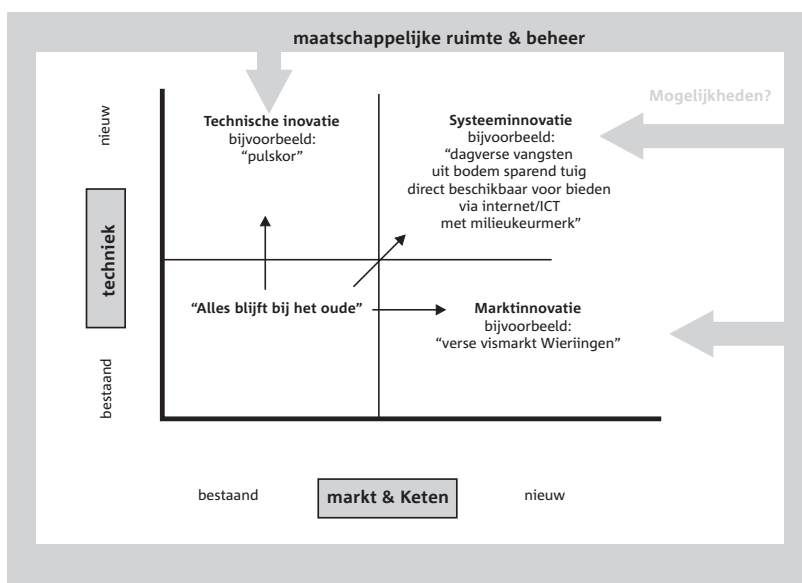 maatschappelijke ruimte & beheer
Mogelijkheden?
nieuw
techniek
bestaand
Technische inovatie
bijvoorbeeld:
“pulskor”
Systeeminnovatie
bijvoorbeeld:
“dagverse vangsten
uit bodem sparend tuig
direct beschikbaar voor bieden
via internet/ICT
met milieukeurmerk”
“Alles blijft bij het oude”
Marktinnovatie
bijvoorbeeld:
“verse vismarkt Wieriingen”
bestaand
markt & Keten
nieuw